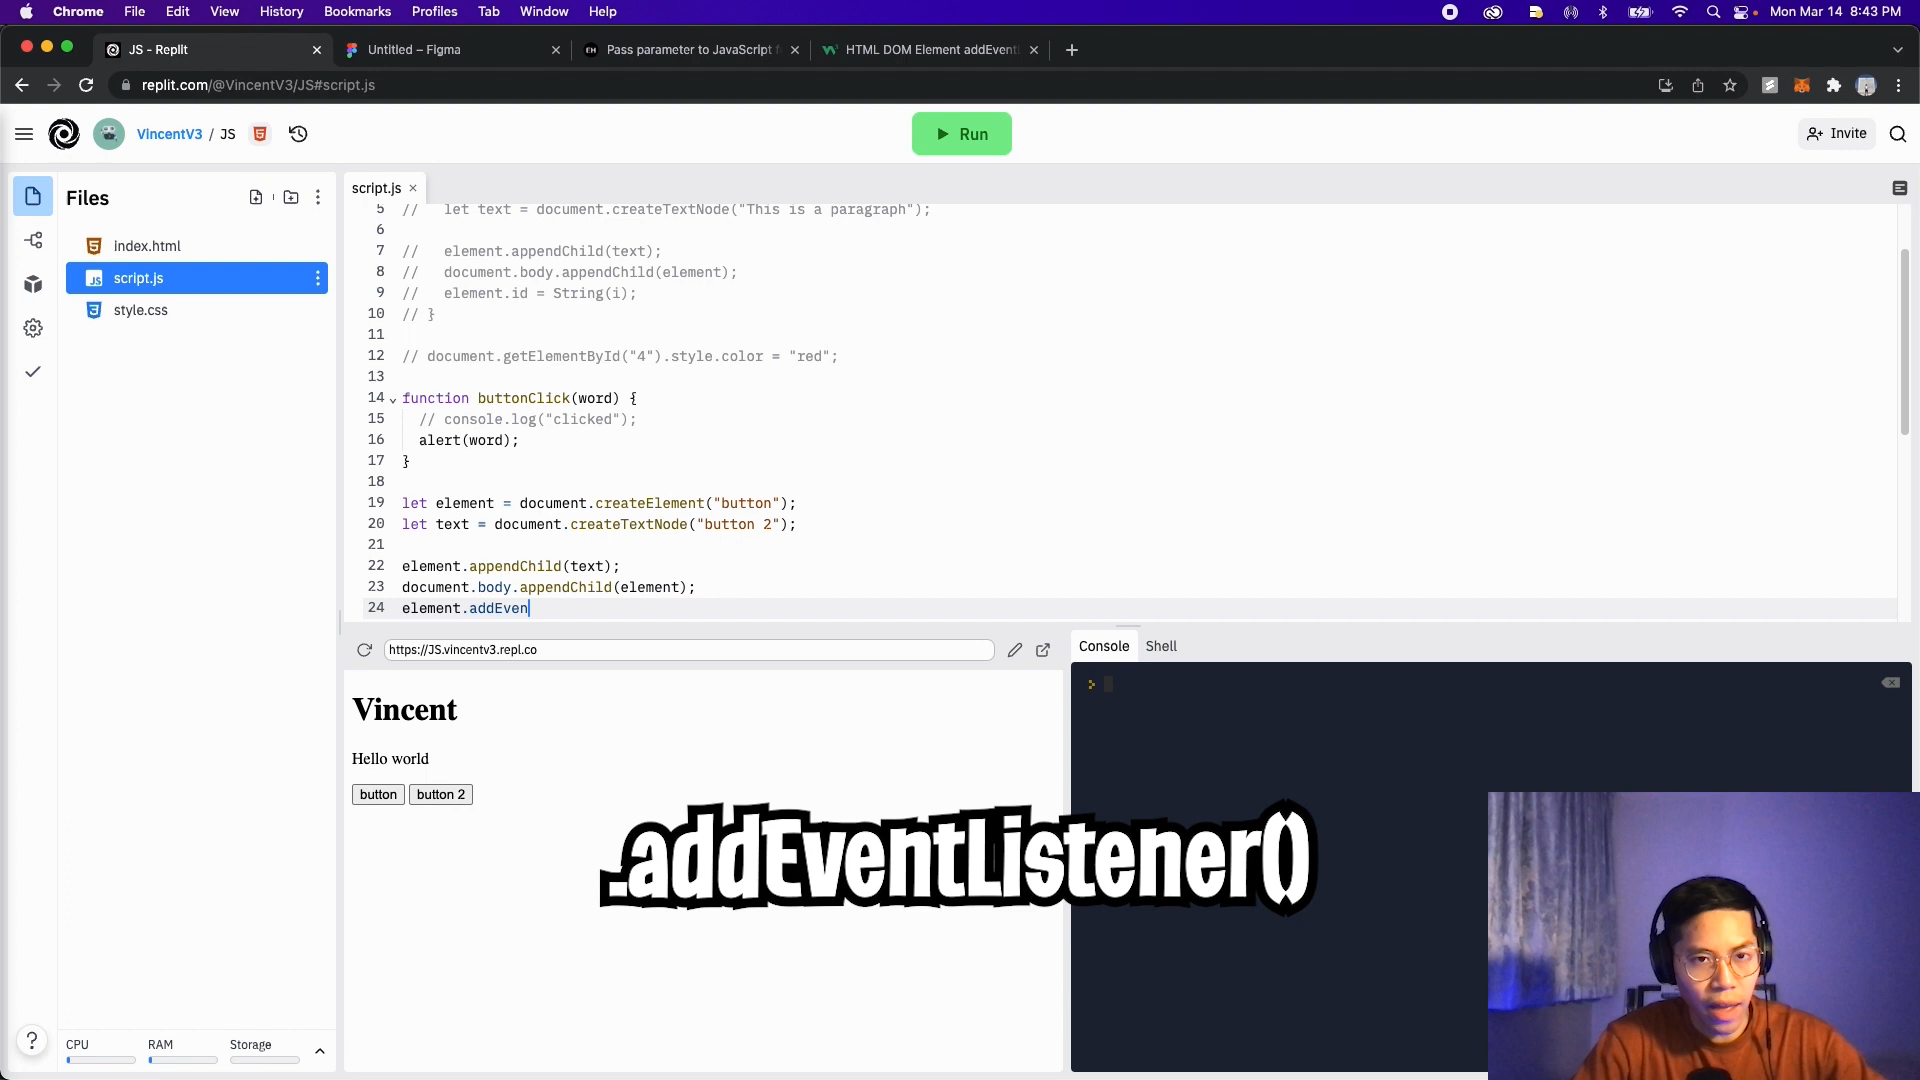 Chrome File Edit View History Bookmarks Profiles Tab Window Help Mon Mar 14 8:43 PM
JS - Replit
Untitled – Figma
Pass parameter to JavaScript f
HTML DOM Element addEventL
replit.com/@VincentV3/JS#script.js
VincentV3 / JS
Run
Invite
Files
index.html
script.js
style.css
script.js
5 // let text = document.createTextNode("This is a paragraph");
6
7 // element.appendChild(text);
8 // document.body.appendChild(element);
9 // element.id = String(i);
10 // }
11
12 // document.getElementById("4").style.color = "red";
13
14 function buttonClick(word) {
15 // console.log("clicked");
16 alert(word);
17 }
18
19 let element = document.createElement("button");
20 let text = document.createTextNode("button 2");
21
22 element.appendChild(text);
23 document.body.appendChild(element);
24 element.addEven
https://JS.vincentv3.repl.co
Console Shell
Vincent
Hello world
button button 2
.addEventListener()
? CPU RAM Storage